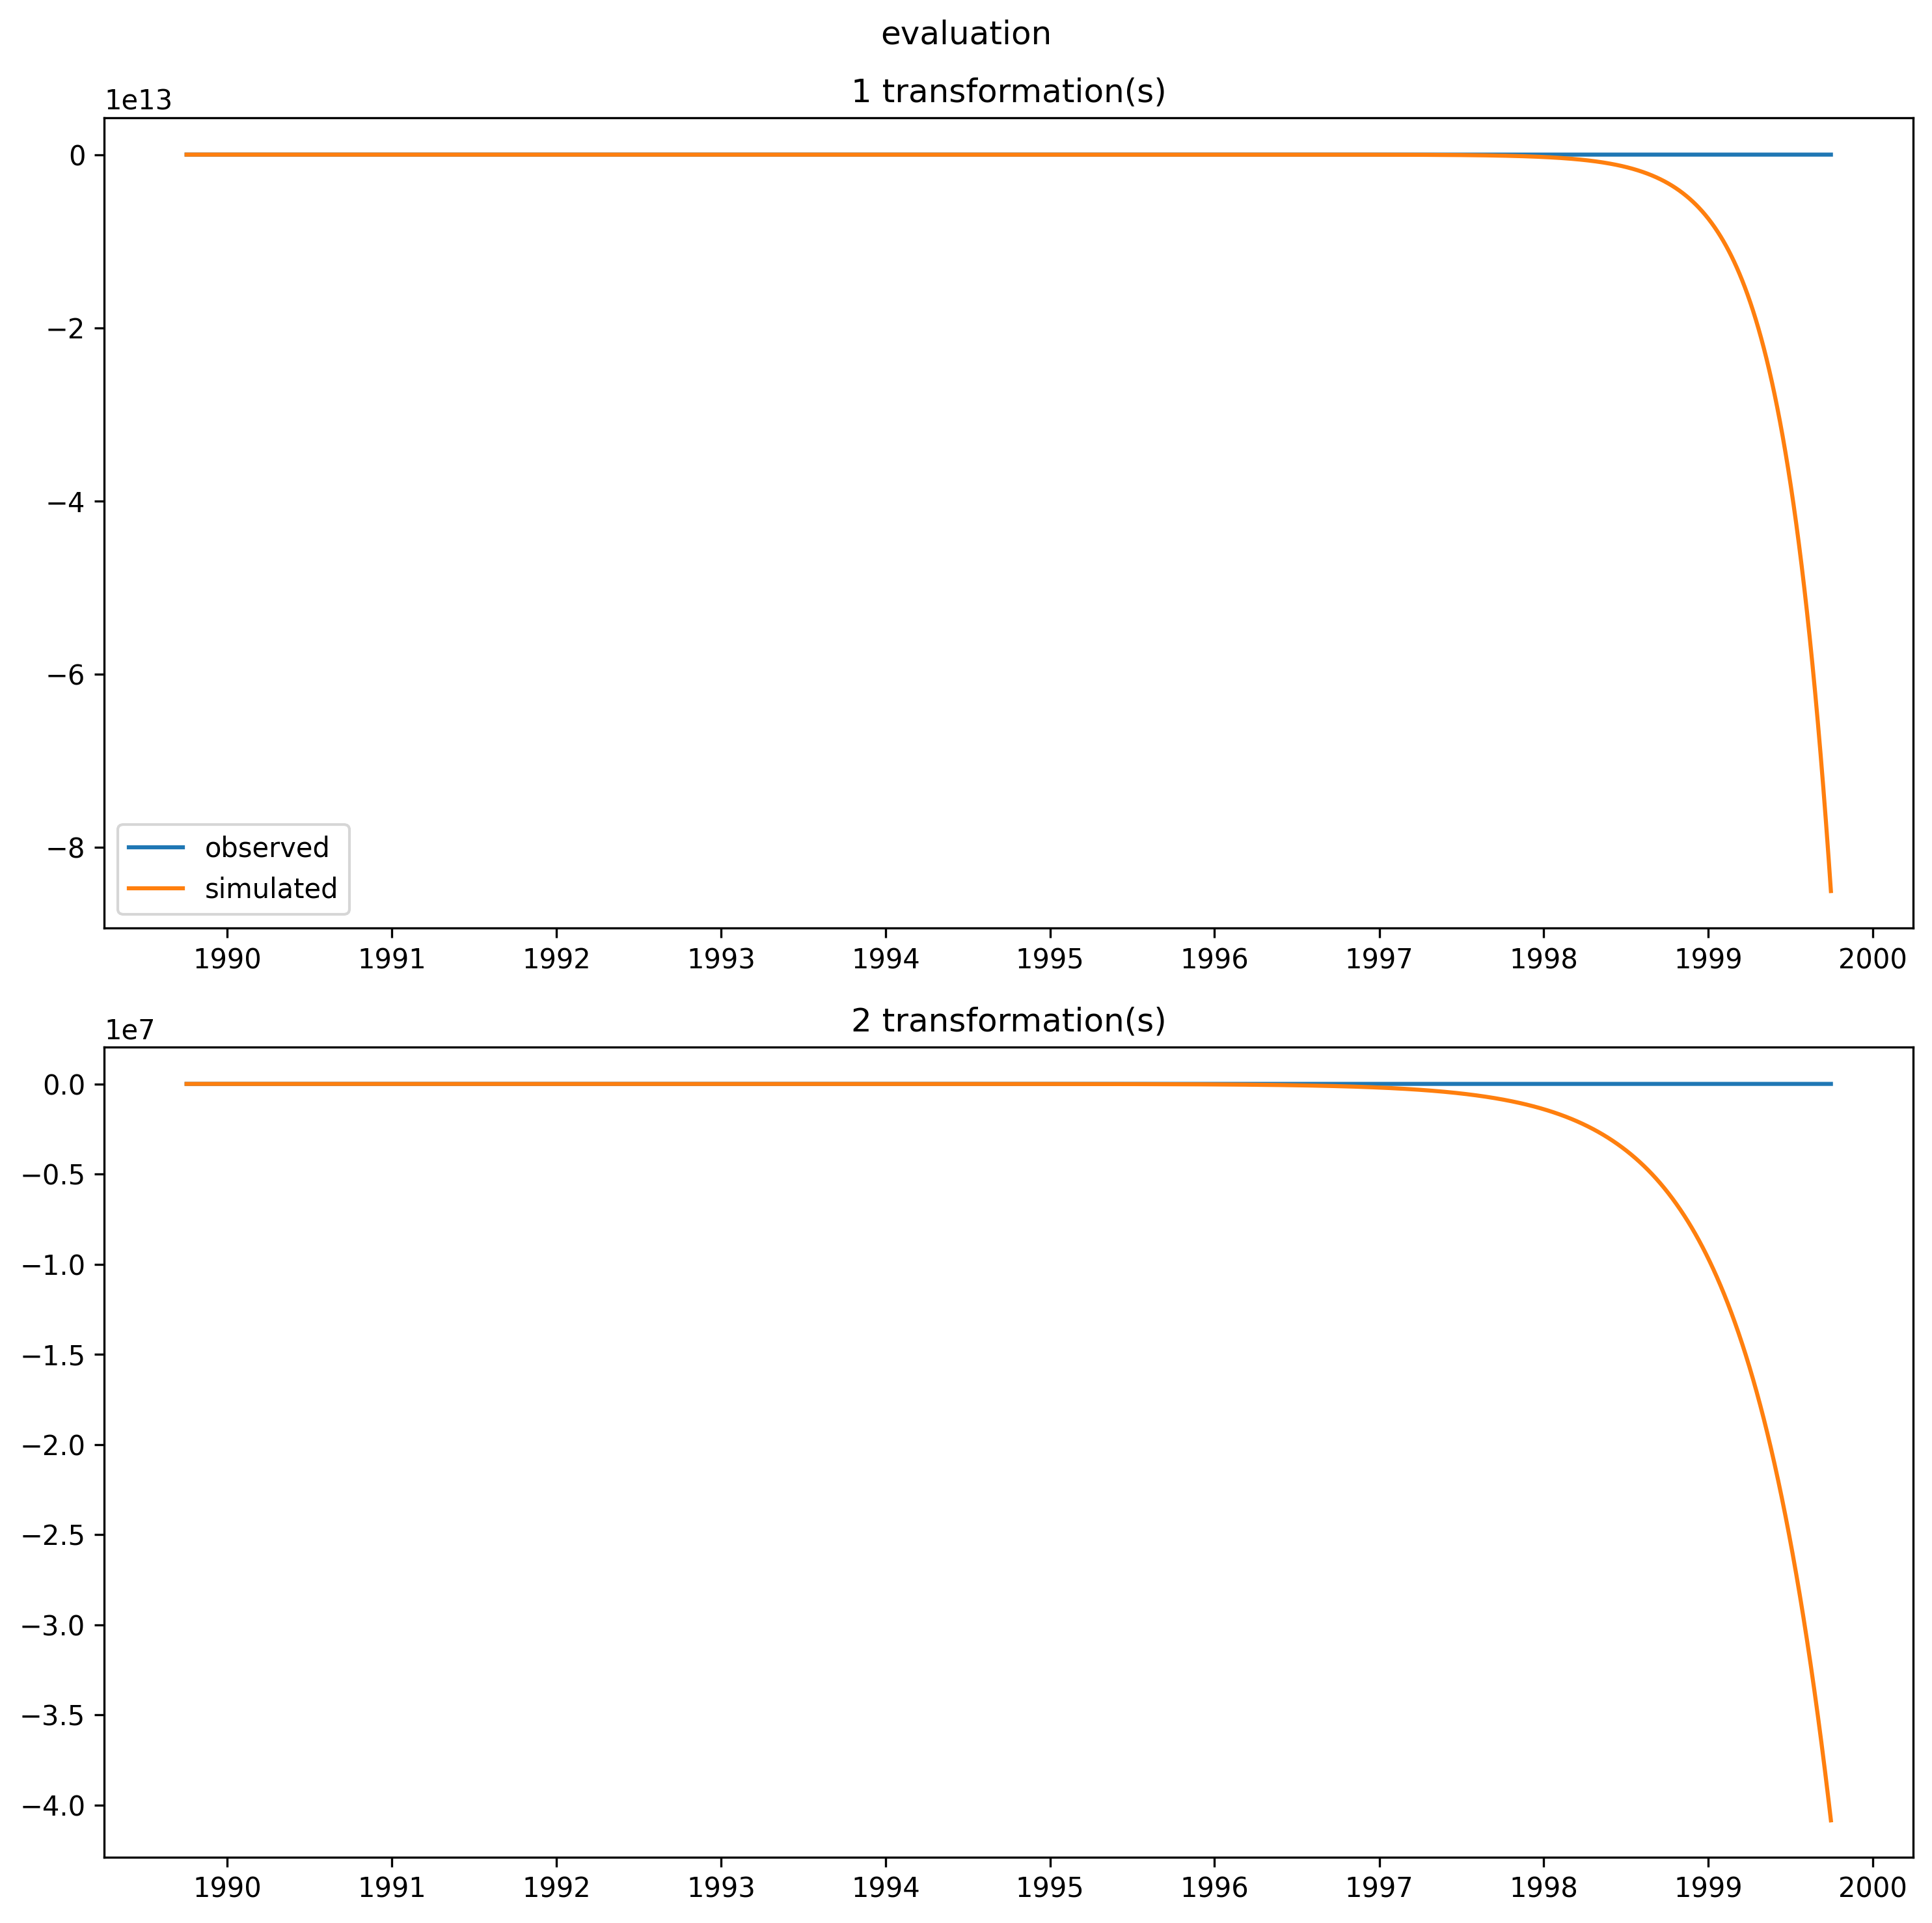 evaluation
1 transformation(s)
1e13
0
−2
−4
−6
−8
observed
simulated
1990 1991 1992 1993 1994 1995 1996 1997 1998 1999 2000
2 transformation(s)
1e7
0.0
−0.5
−1.0
−1.5
−2.0
−2.5
−3.0
−3.5
−4.0
1990 1991 1992 1993 1994 1995 1996 1997 1998 1999 2000